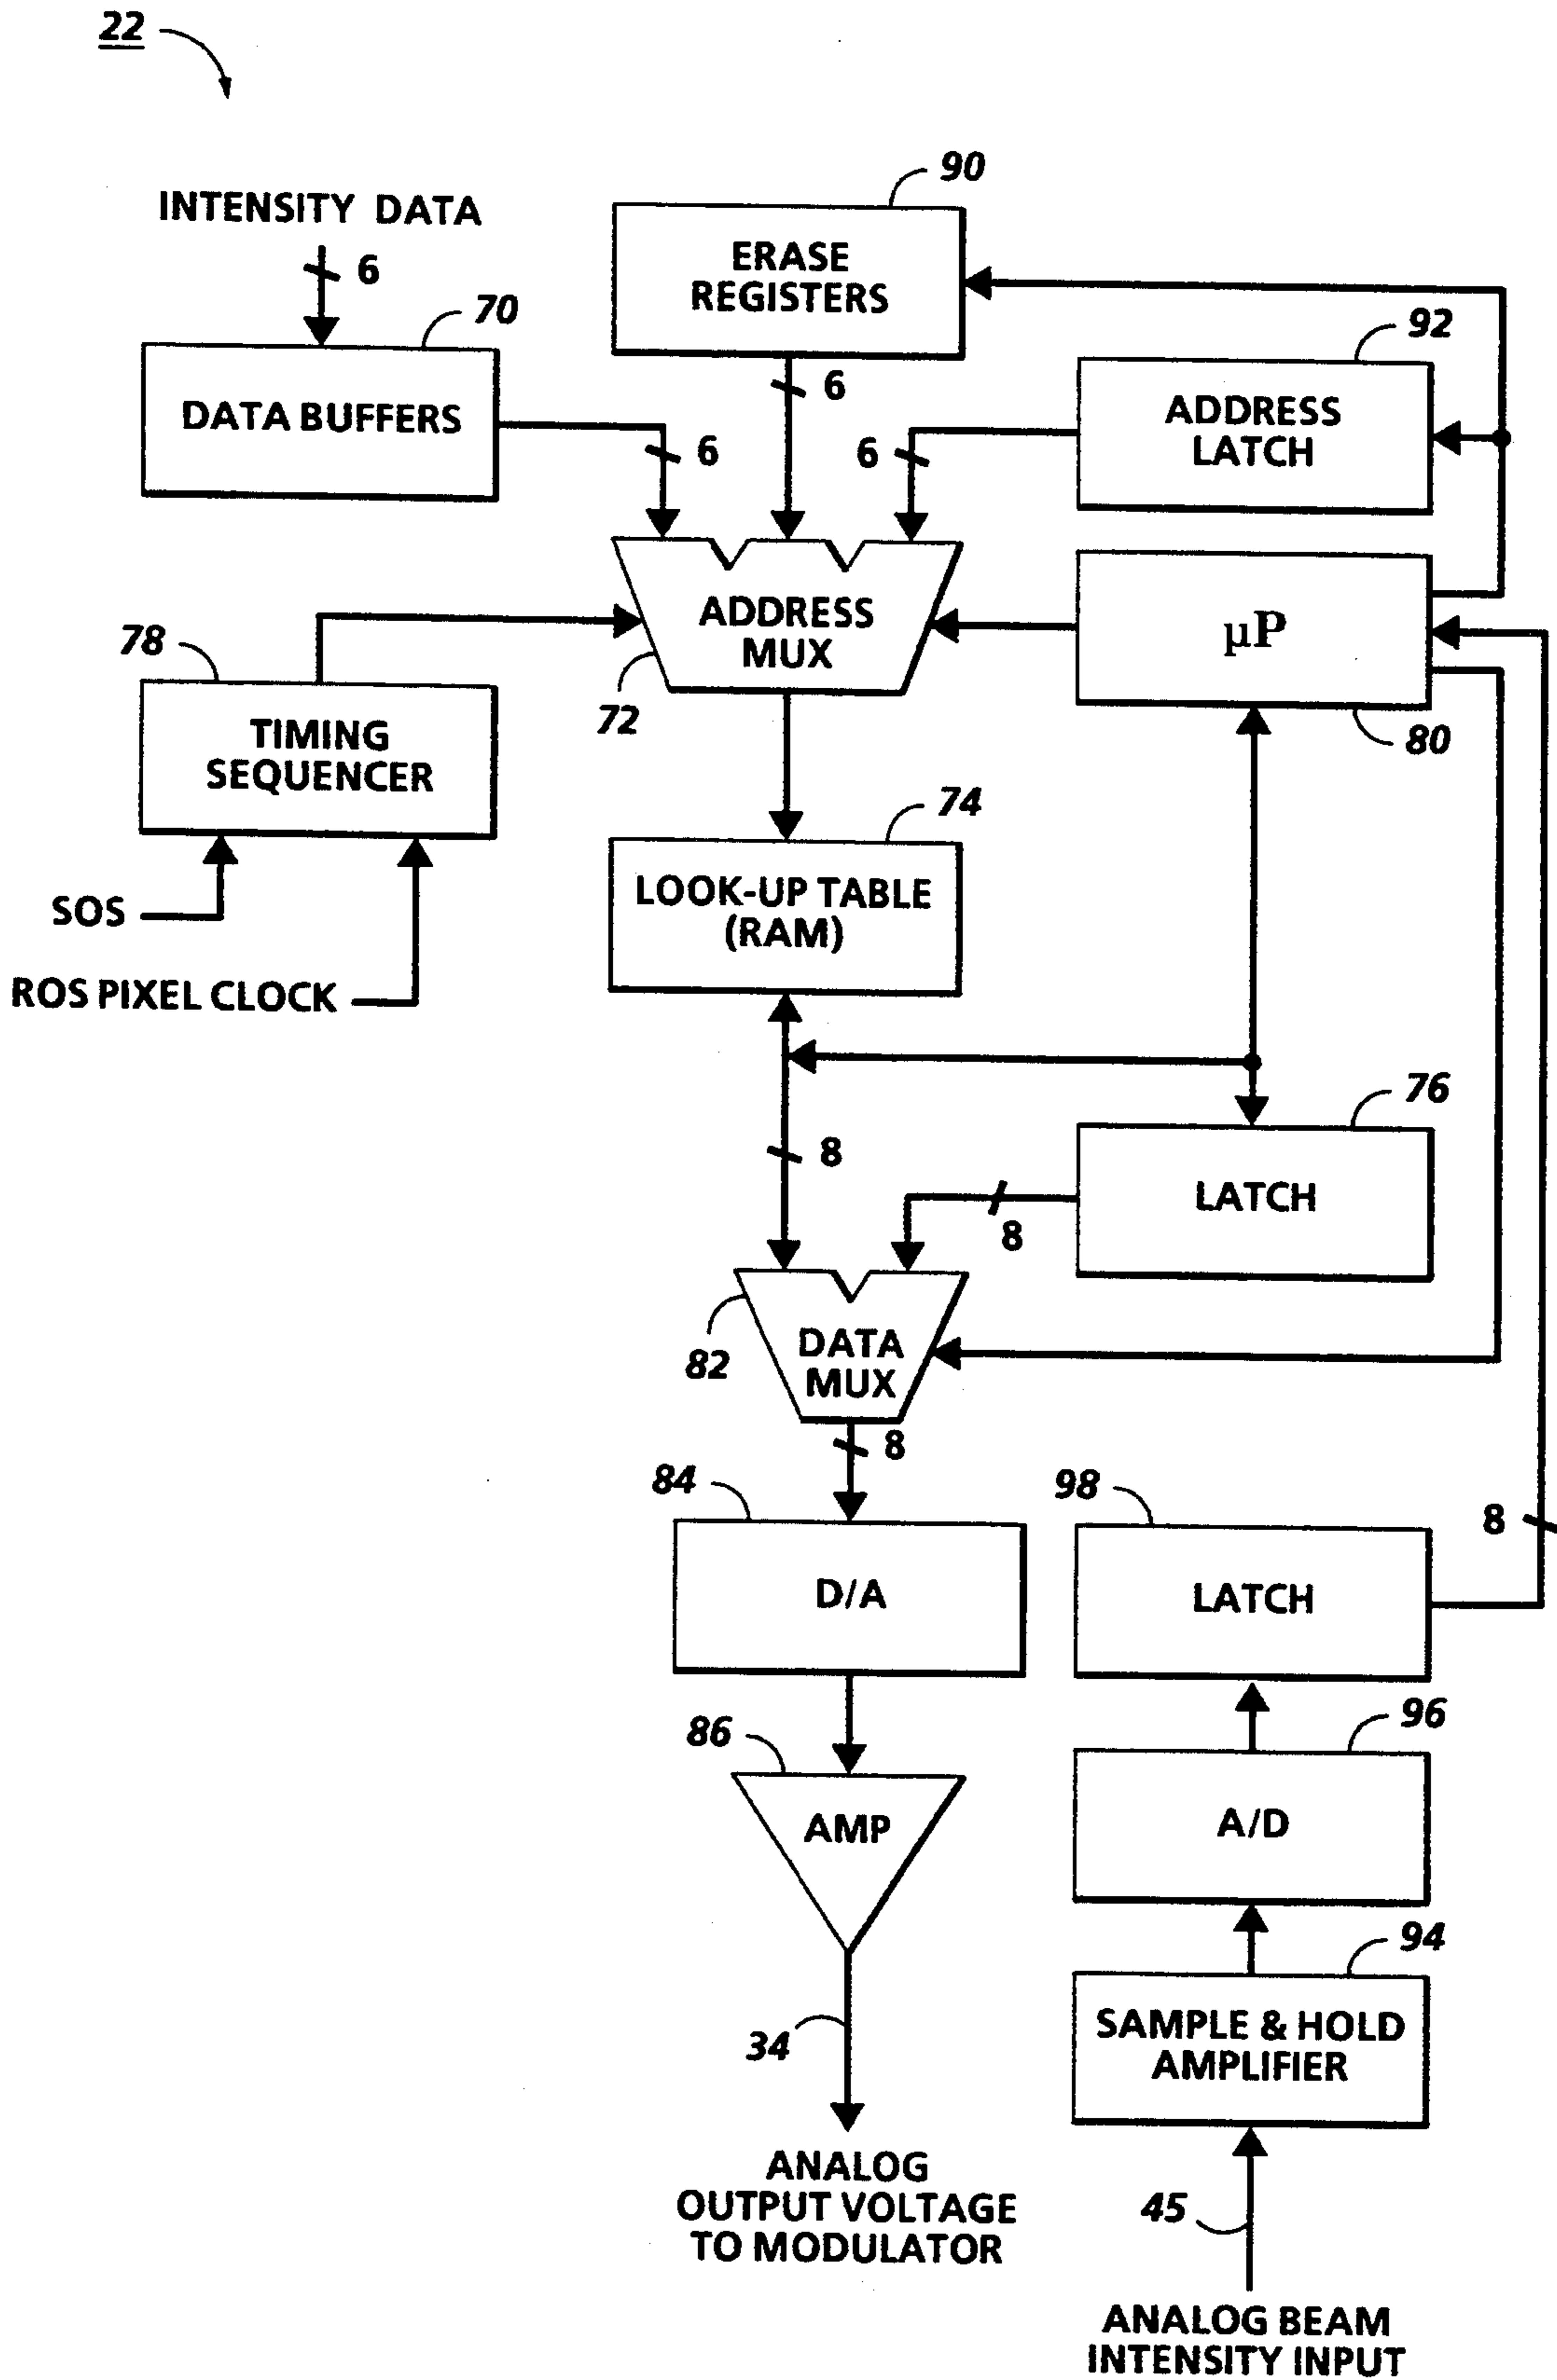 22
INTENSITY DATA
6
70
DATA BUFFERS
6
90
ERASE
REGISTERS
6
92
ADDRESS
LATCH
6
ADDRESS
MUX
72
µP
80
78
TIMING
SEQUENCER
SOS
ROS PIXEL CLOCK
74
LOOK-UP TABLE
(RAM)
8
76
LATCH
8
82
DATA
MUX
8
84
D/A
98
LATCH
8
86
AMP
96
A/D
94
SAMPLE & HOLD
AMPLIFIER
34
ANALOG
OUTPUT VOLTAGE
TO MODULATOR
45
ANALOG BEAM
INTENSITY INPUT